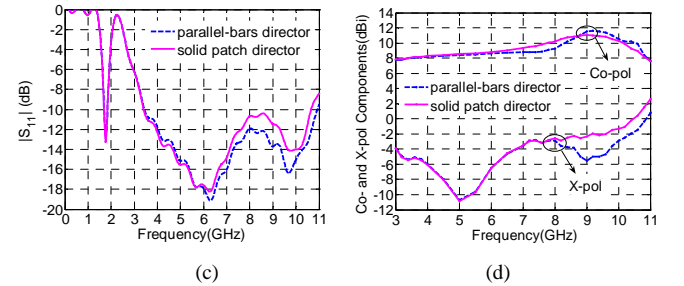 |S11| (dB)
0
-2
-4
-6
-8
-10
-12
-14
-16
-18
-20
parallel-bars director
solid patch director
0 1 2 3 4 5 6 7 8 9 10 11
Frequency(GHz)
(c)
Co- and X-pol Components(dBi)
14
12
10
8
6
4
2
0
-2
-4
-6
-8
-10
-12
Co-pol
parallel-bars director
solid patch director
X-pol
3 4 5 6 7 8 9 10 11
Frequency(GHz)
(d)